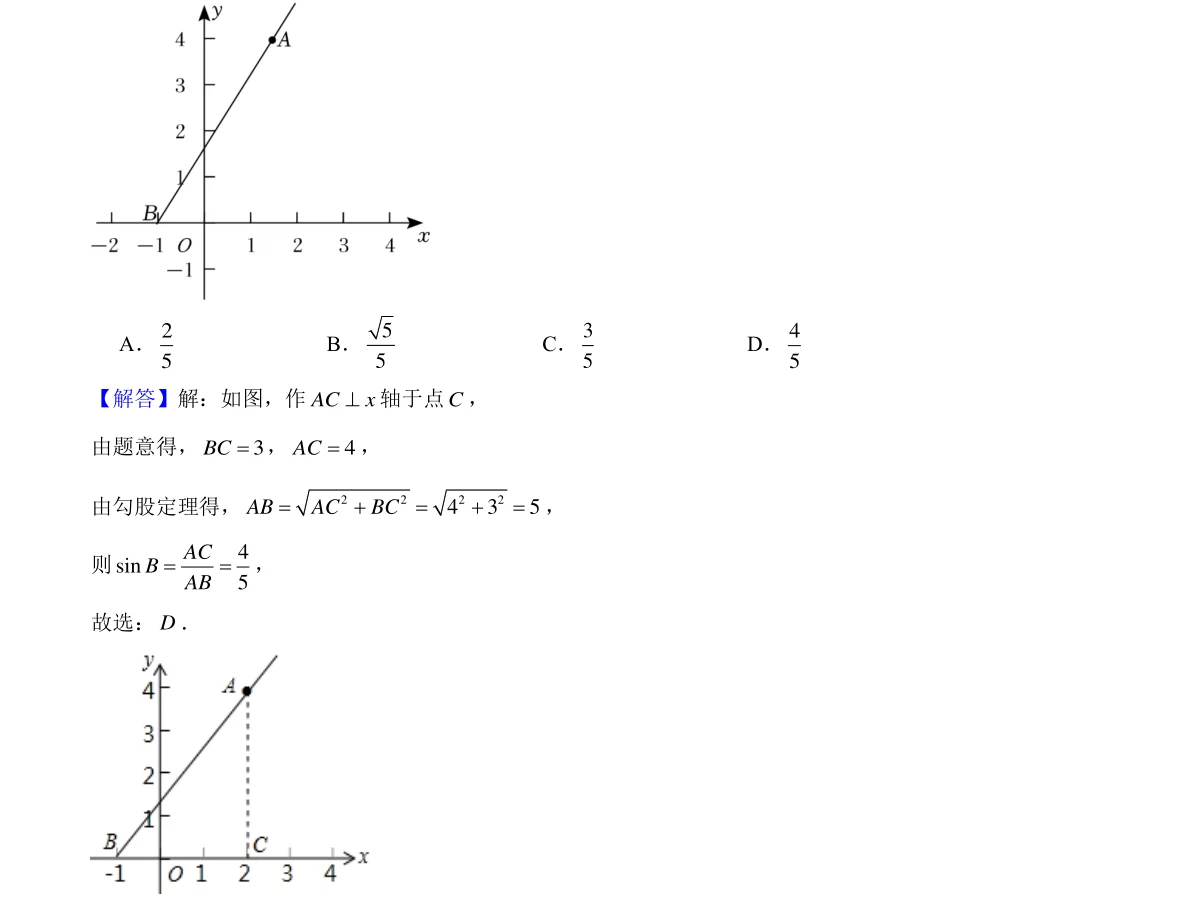 y
4
A
3
2
1
B
-2 -1 O 1 2 3 4 x
-1
A. 2/5 B. √5/5 C. 3/5 D. 4/5
【解答】解：如图，作 AC ⊥ x 轴于点 C ，
由题意得， BC = 3 ， AC = 4 ，
由勾股定理得， AB = √(AC² + BC²) = √(4² + 3²) = 5 ，
则 sin B = AC/AB = 4/5 ，
故选： D ．
y
4
A
3
2
1
B C
-1 O 1 2 3 4 x